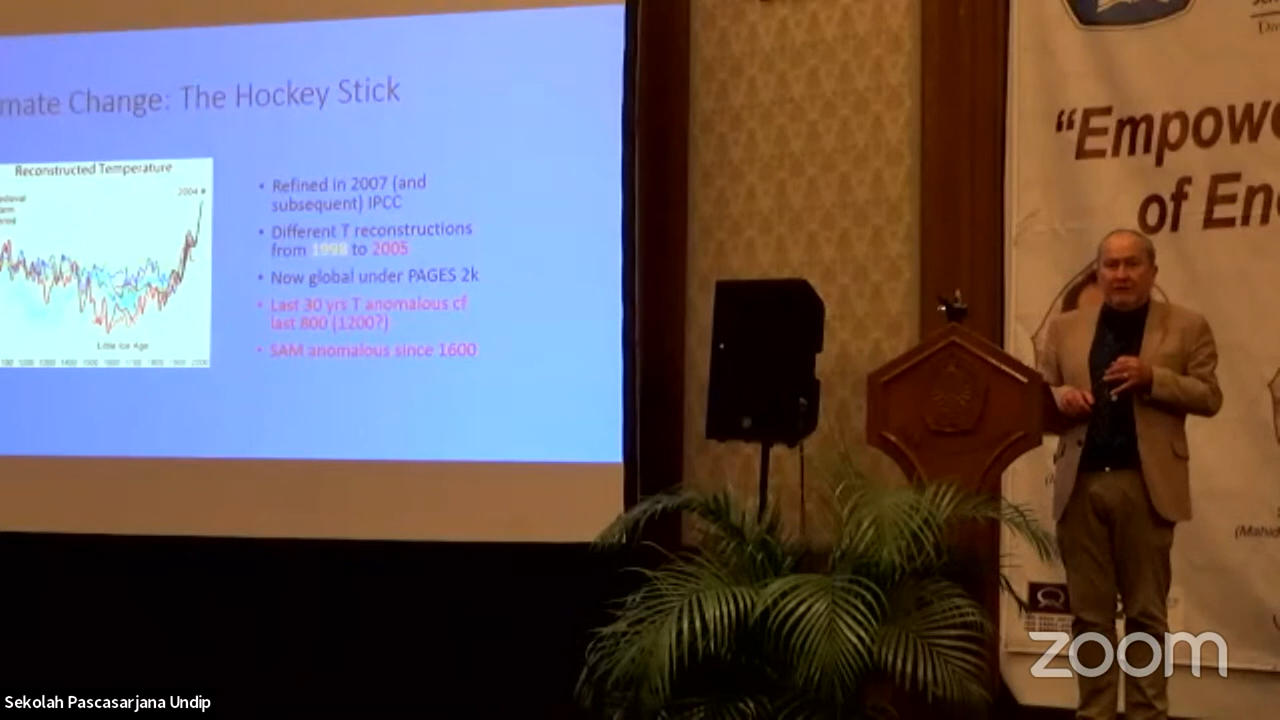 mate Change: The Hockey Stick
Reconstructed Temperature
2004
• Refined in 2007 (and
subsequent) IPCC
• Different T reconstructions
from 1998 to 2005
• Now global under PAGES 2k
• Last 30 yrs T anomalous cf
last 800 (1200?)
• SAM anomalous since 1600
Little Ice Age
“Empowe
of En
(Mahid
zoom
Sekolah Pascasarjana Undip